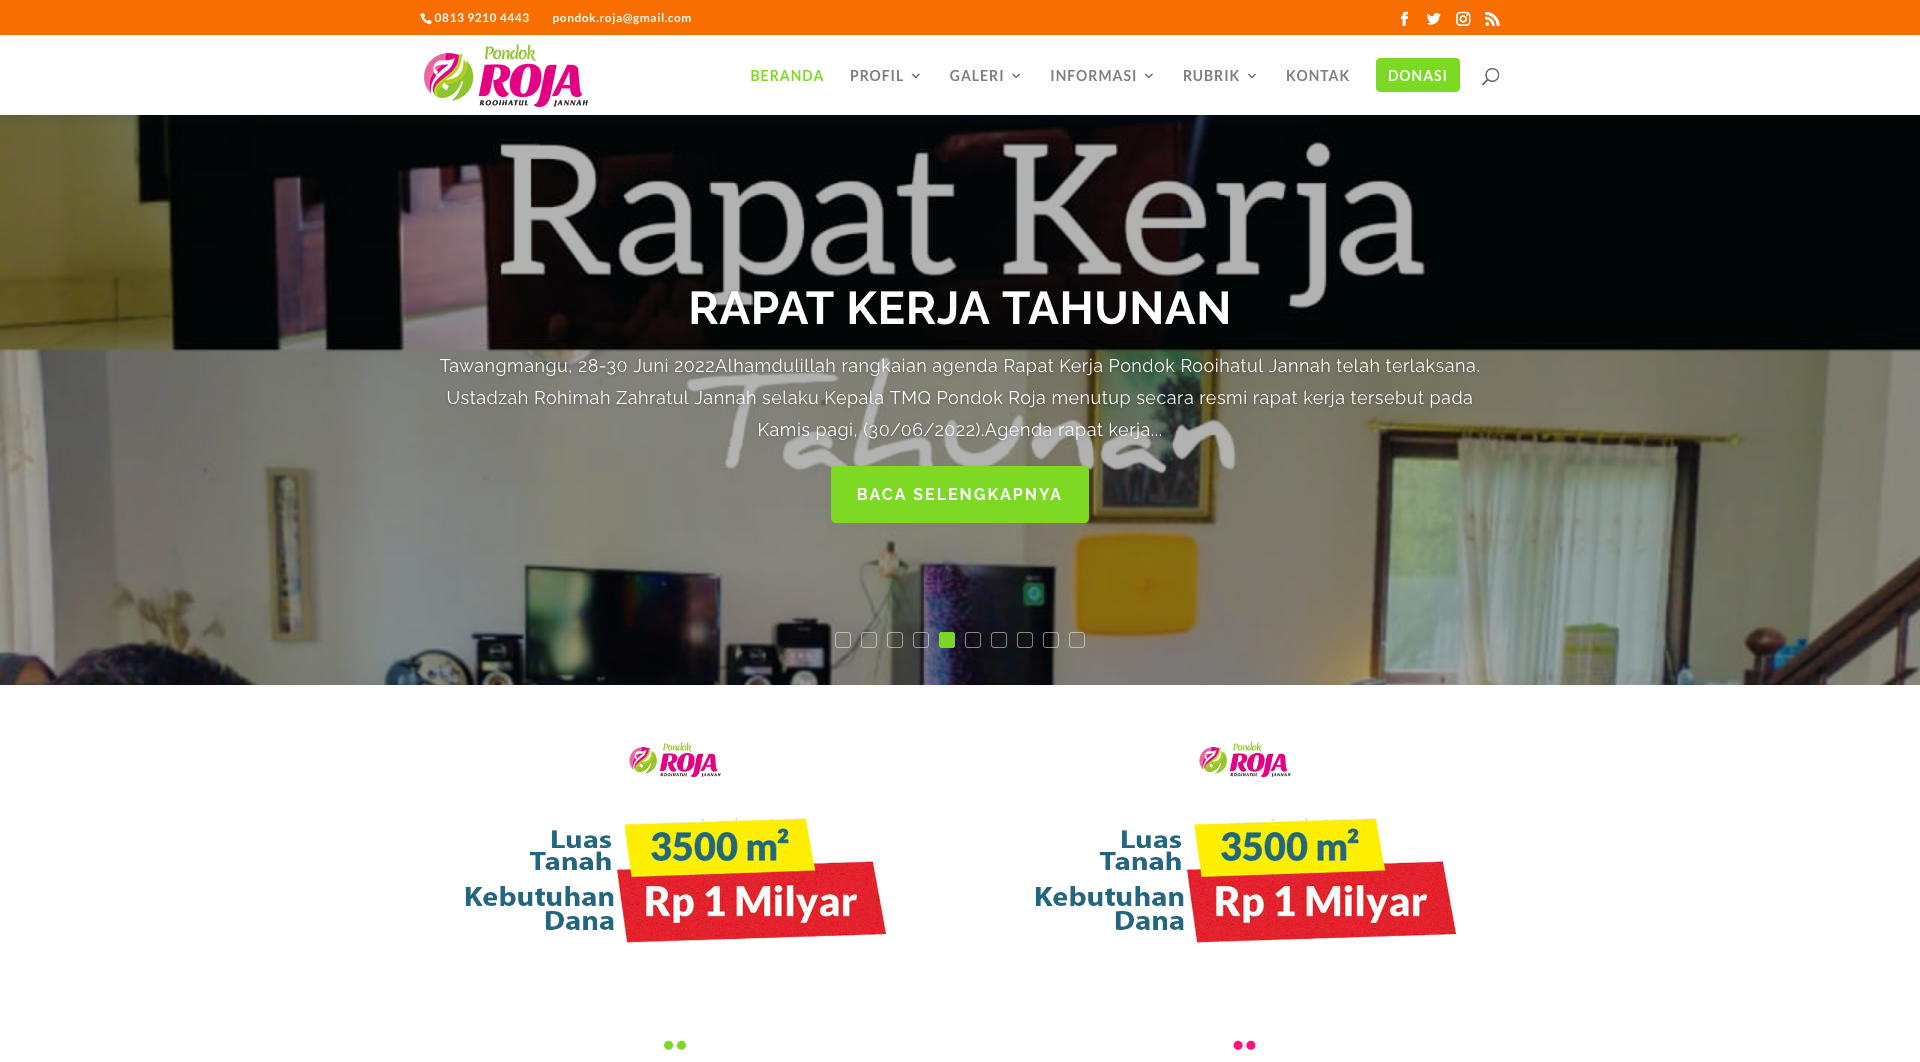 0813 9210 4443 pondok.roja@gmail.com
Pondok
ROJA
ROOIHATUL JANNAH
BERANDA PROFIL GALERI INFORMASI RUBRIK KONTAK DONASI
Rapat Kerja
RAPAT KERJA TAHUNAN
Tawangmangu, 28-30 Juni 2022Alhamdulillah rangkaian agenda Rapat Kerja Pondok Rooihatul Jannah telah terlaksana.
Ustadzah Rohimah Zahratul Jannah selaku Kepala TMQ Pondok Roja menutup secara resmi rapat kerja tersebut pada
Kamis pagi, (30/06/2022).Agenda rapat kerja...
Tahunan
BACA SELENGKAPNYA
Pondok
ROJA
ROOIHATUL JANNAH
Luas
Tanah
3500 m²
Kebutuhan
Dana
Rp 1 Milyar
Pondok
ROJA
ROOIHATUL JANNAH
Luas
Tanah
3500 m²
Kebutuhan
Dana
Rp 1 Milyar